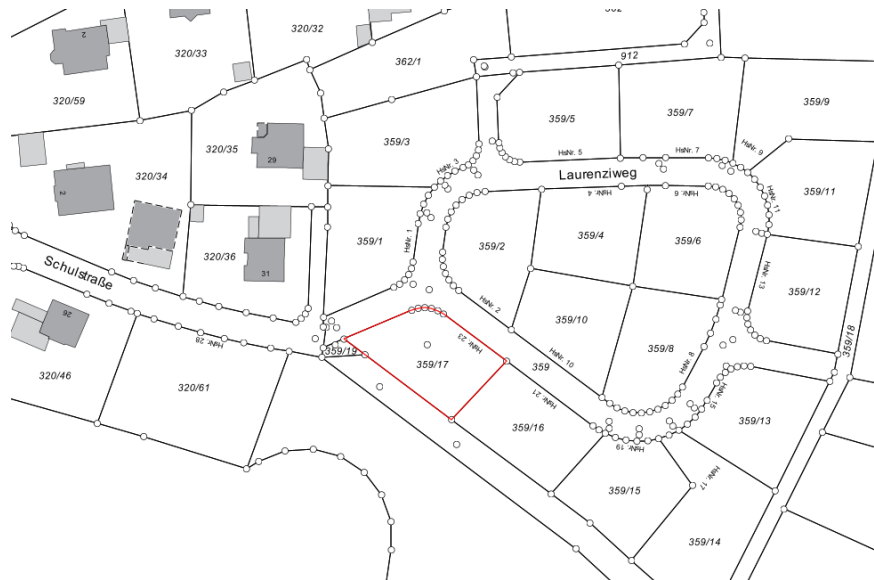 362
320/32
2
320/33
912
362/1
359/9
320/59
359/5
359/7
359/3
320/35
HsNr. 5
HsNr. 7
HsNr. 9
29
HsNr. 3
Laurenziweg
320/34
2
HsNr. 4
HsNr. 6
359/11
HsNr. 11
HsNr. 1
359/1
359/2
359/4
359/6
320/36
31
Schulstraße
HsNr. 13
359/12
26
HsNr. 2
359/10
HsNr. 28
HsNr. 23
359/19
359/17
359
HsNr. 10
359/8
HsNr. 8
359/18
320/46
320/61
HsNr. 21
HsNr. 15
359/13
359/16
HsNr. 19
359/15
HsNr. 17
359/14